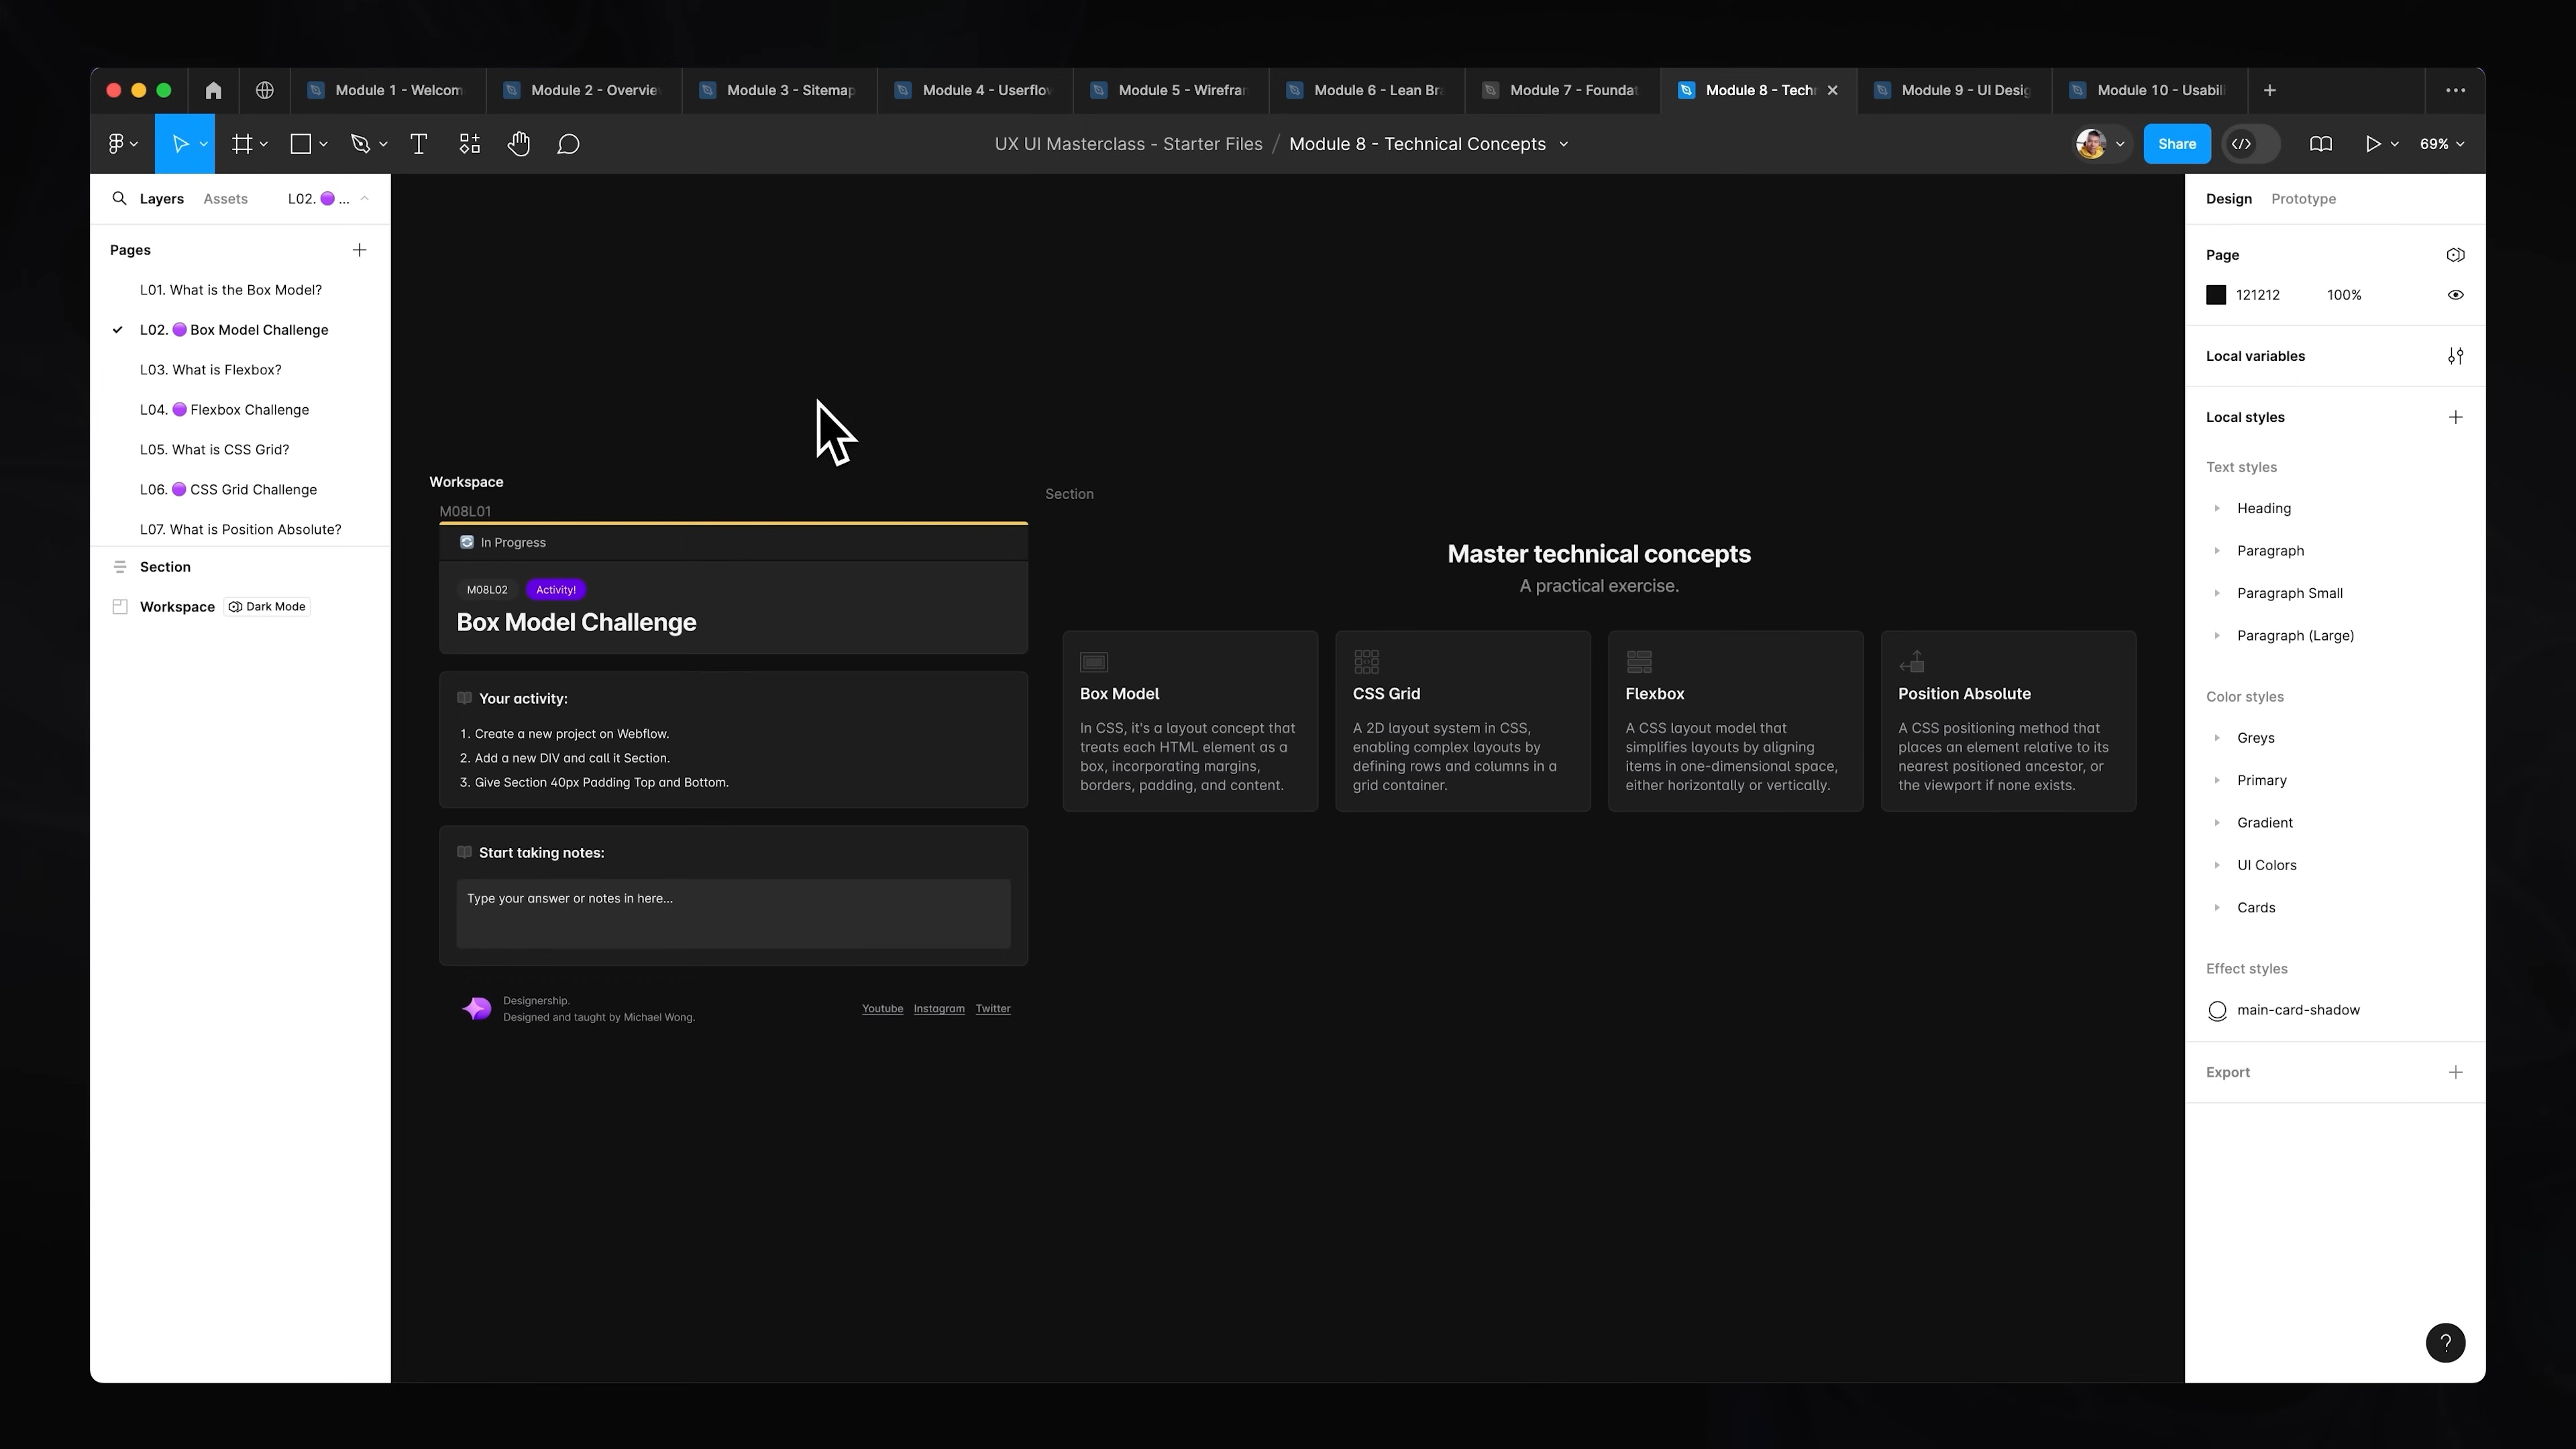 Module 1 - Welcom
Module 2 - Overvie
Module 3 - Sitemap
Module 4 - Userflo
Module 5 - Wirefra
Module 6 - Lean Br
Module 7 - Foundat
Module 8 - Tech
Module 9 - UI Desig
Module 10 - Usabil
UX UI Masterclass - Starter Files / Module 8 - Technical Concepts
Share
69%
Layers
Assets
L02. 🟣 ...
Pages
L01. What is the Box Model?
L02. 🟣 Box Model Challenge
L03. What is Flexbox?
L04. 🟣 Flexbox Challenge
L05. What is CSS Grid?
L06. 🟣 CSS Grid Challenge
L07. What is Position Absolute?
Section
Workspace
Dark Mode
Workspace
M08L01
In Progress
M08L02
Activity!
Box Model Challenge
Your activity:
1. Create a new project on Webflow.
2. Add a new DIV and call it Section.
3. Give Section 40px Padding Top and Bottom.
Start taking notes:
Type your answer or notes in here...
Designership.
Designed and taught by Michael Wong.
Youtube
Instagram
Twitter
Section
Master technical concepts
A practical exercise.
Box Model
In CSS, it's a layout concept that
treats each HTML element as a
box, incorporating margins,
borders, padding, and content.
CSS Grid
A 2D layout system in CSS,
enabling complex layouts by
defining rows and columns in a
grid container.
Flexbox
A CSS layout model that
simplifies layouts by aligning
items in one-dimensional space,
either horizontally or vertically.
Position Absolute
A CSS positioning method that
places an element relative to its
nearest positioned ancestor, or
the viewport if none exists.
Design
Prototype
Page
121212
100%
Local variables
Local styles
Text styles
Heading
Paragraph
Paragraph Small
Paragraph (Large)
Color styles
Greys
Primary
Gradient
UI Colors
Cards
Effect styles
main-card-shadow
Export
?